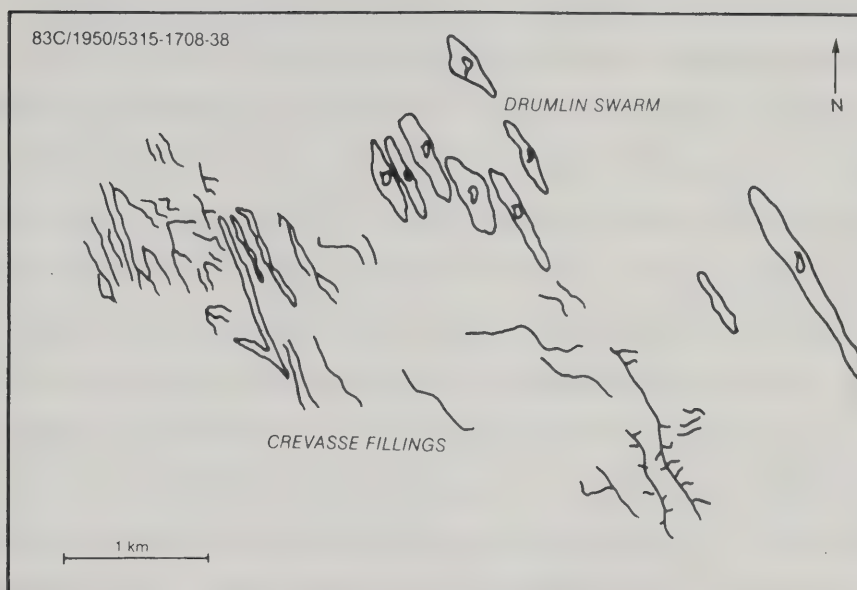 83C/1950/5315-1708-38
N
DRUMLIN SWARM
CREVASSE FILLINGS
1 km